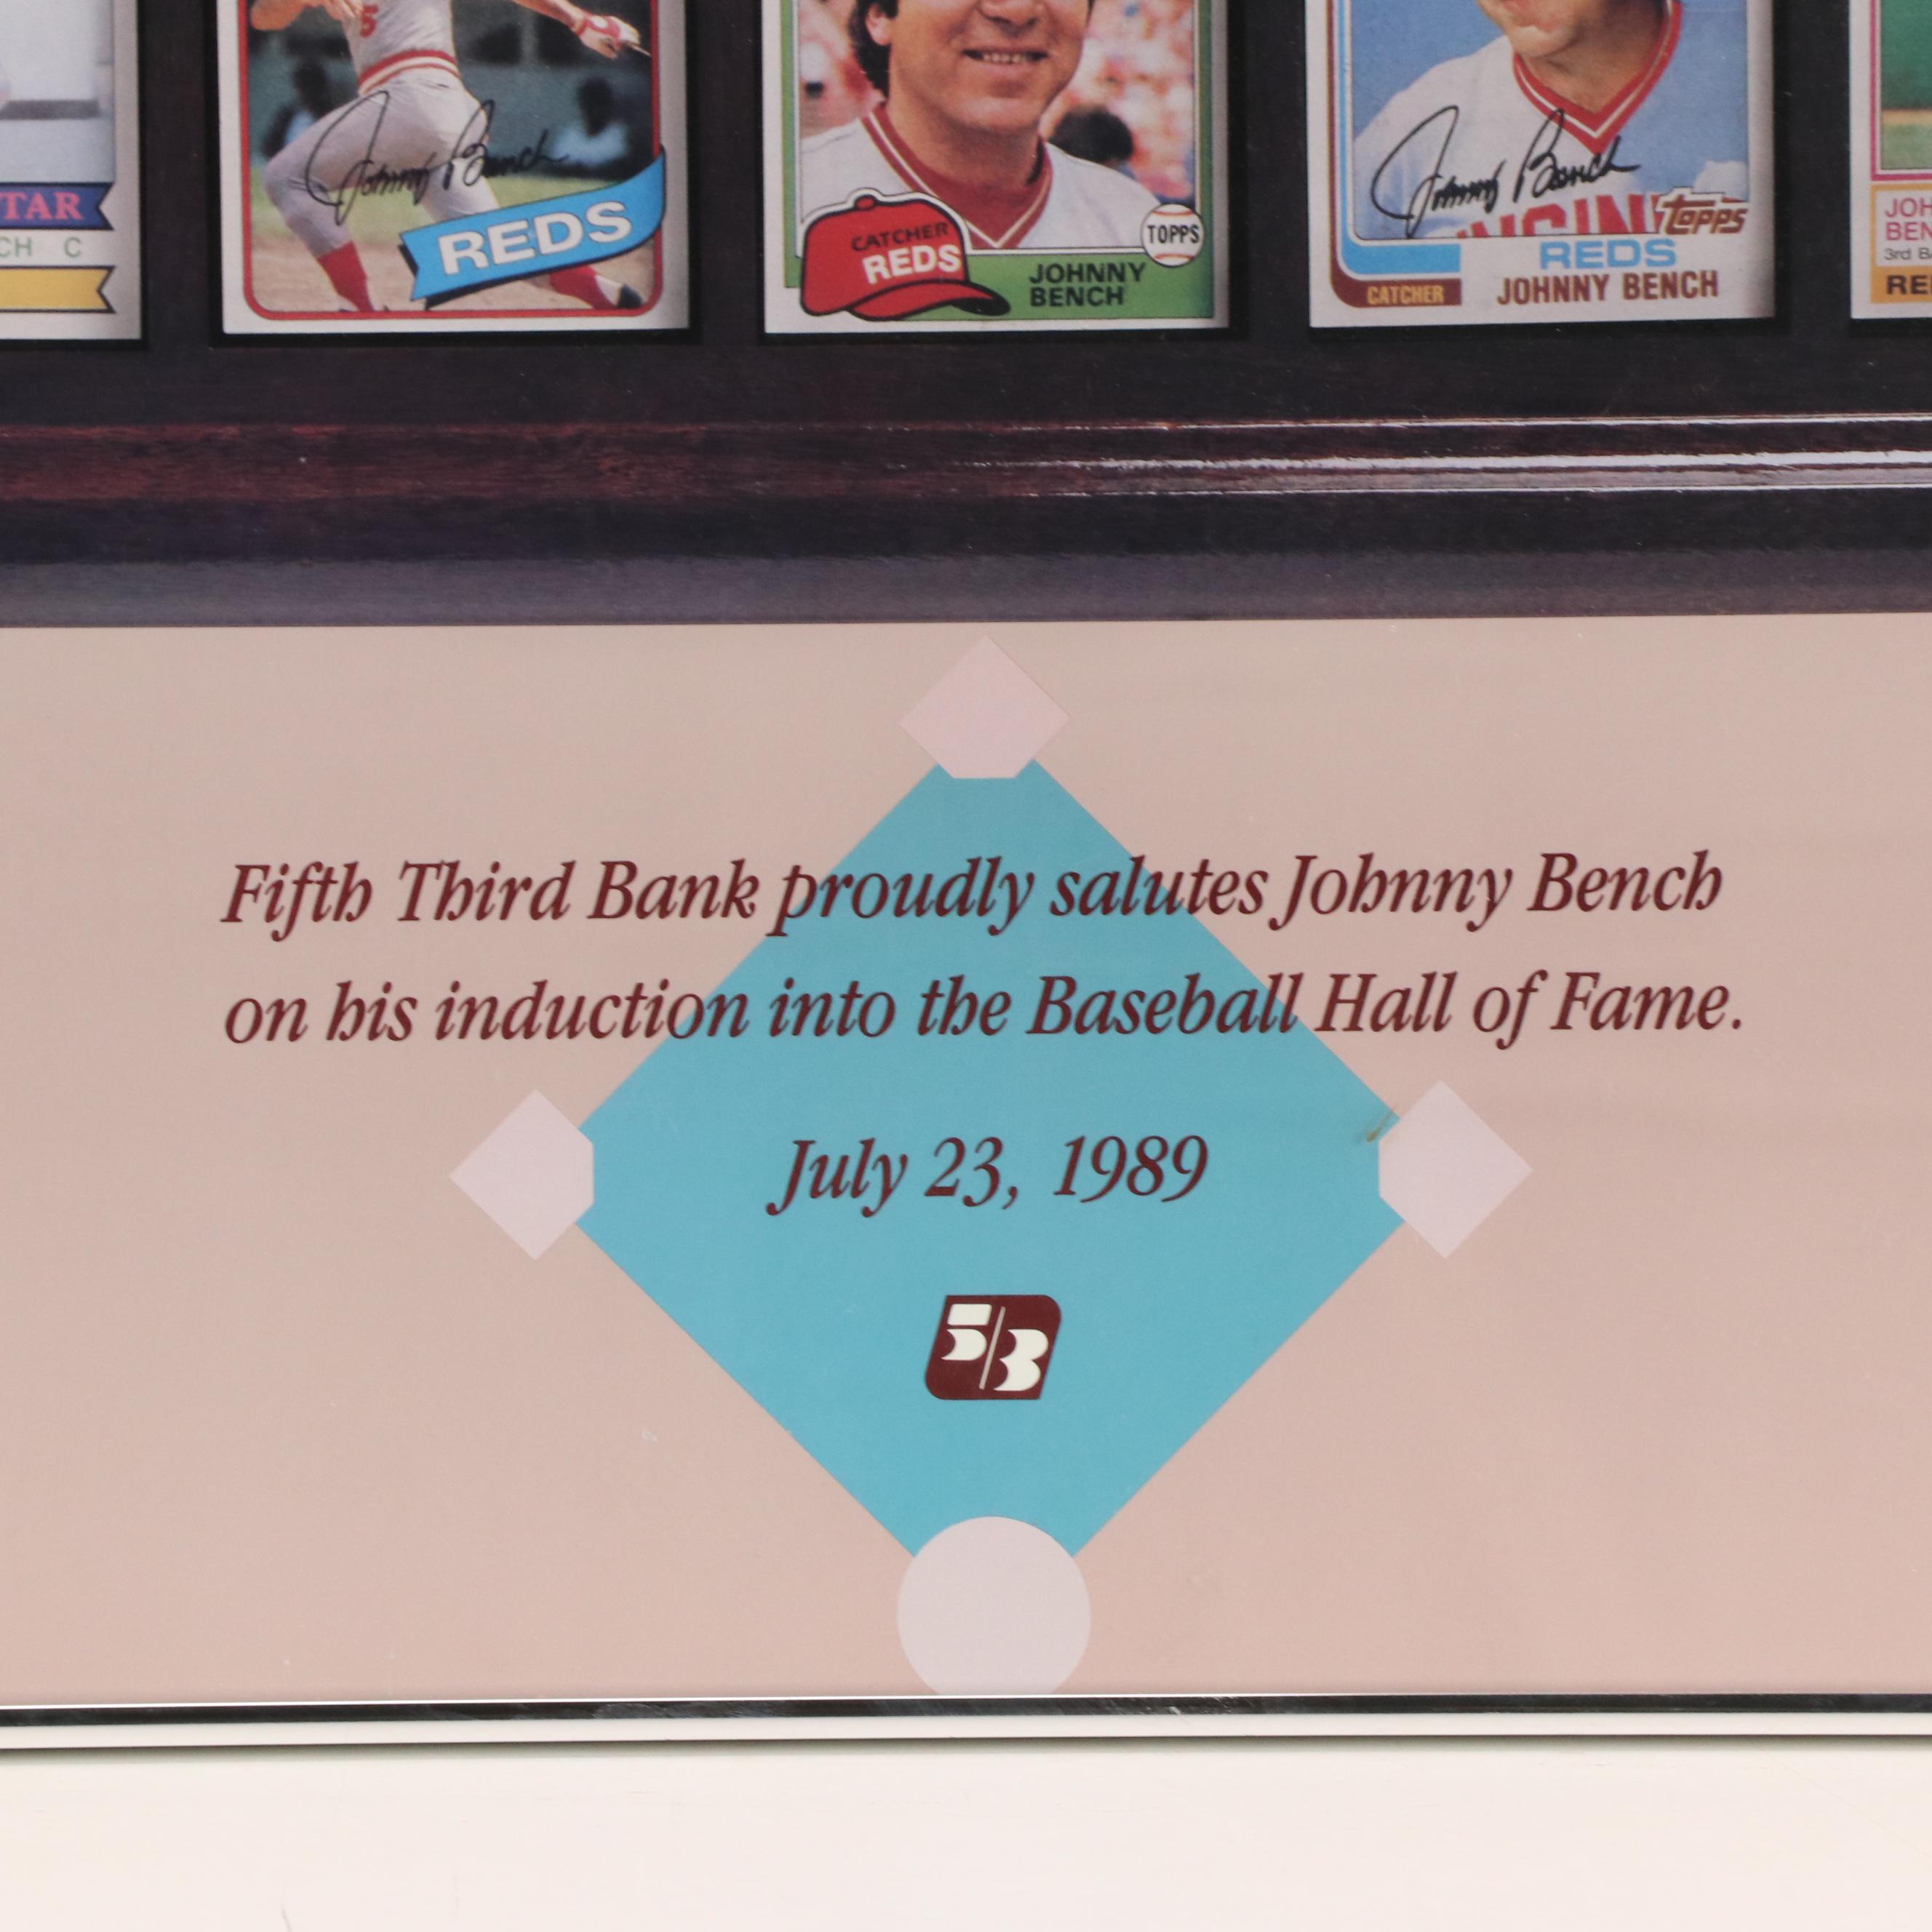 5
TAR
CH C
Johnny Bench
REDS
CATCHER
REDS
JOHNNY
BENCH
TOPPS
Johnny Bench
topps
REDS
CATCHER
JOHNNY BENCH
3rd
Fifth Third Bank proudly salutes Johnny Bench
on his induction into the Baseball Hall of Fame.
July 23, 1989
5/3